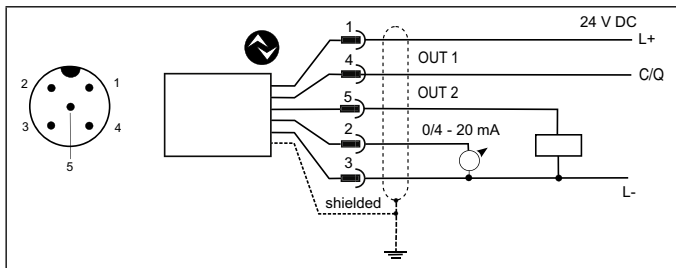 2
1
3
4
5
1
24 V DC
L+
4
OUT 1
C/Q
5
OUT 2
2
0/4 - 20 mA
3
L-
shielded